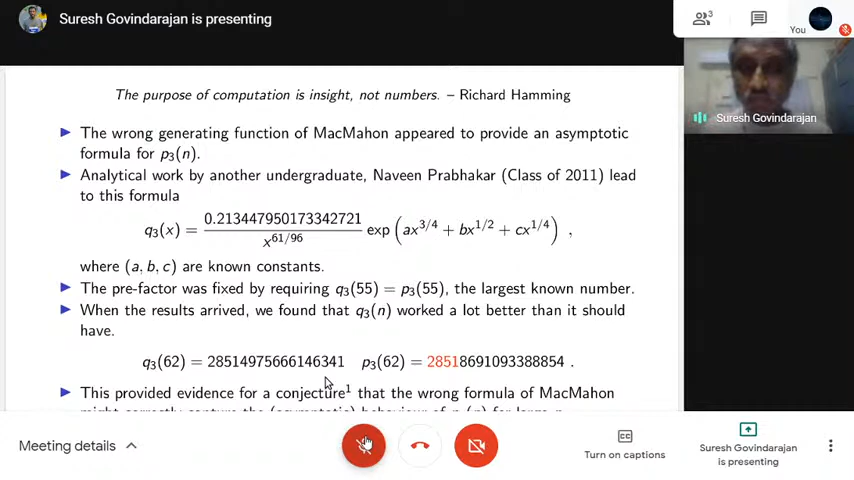 Suresh Govindarajan is presenting
3
You
Suresh Govindarajan
The purpose of computation is insight, not numbers. – Richard Hamming
The wrong generating function of MacMahon appeared to provide an asymptotic
formula for p₃(n).
Analytical work by another undergraduate, Naveen Prabhakar (Class of 2011) lead
to this formula
q₃(x) = 0.213447950173342721 / x^{61/96} exp(ax^{3/4} + bx^{1/2} + cx^{1/4}) ,
where (a, b, c) are known constants.
The pre-factor was fixed by requiring q₃(55) = p₃(55), the largest known number.
When the results arrived, we found that q₃(n) worked a lot better than it should
have.
q₃(62) = 28514975666146341 p₃(62) = 28518691093388854 .
This provided evidence for a conjecture¹ that the wrong formula of MacMahon
Meeting details
Turn on captions
Suresh Govindarajan
is presenting